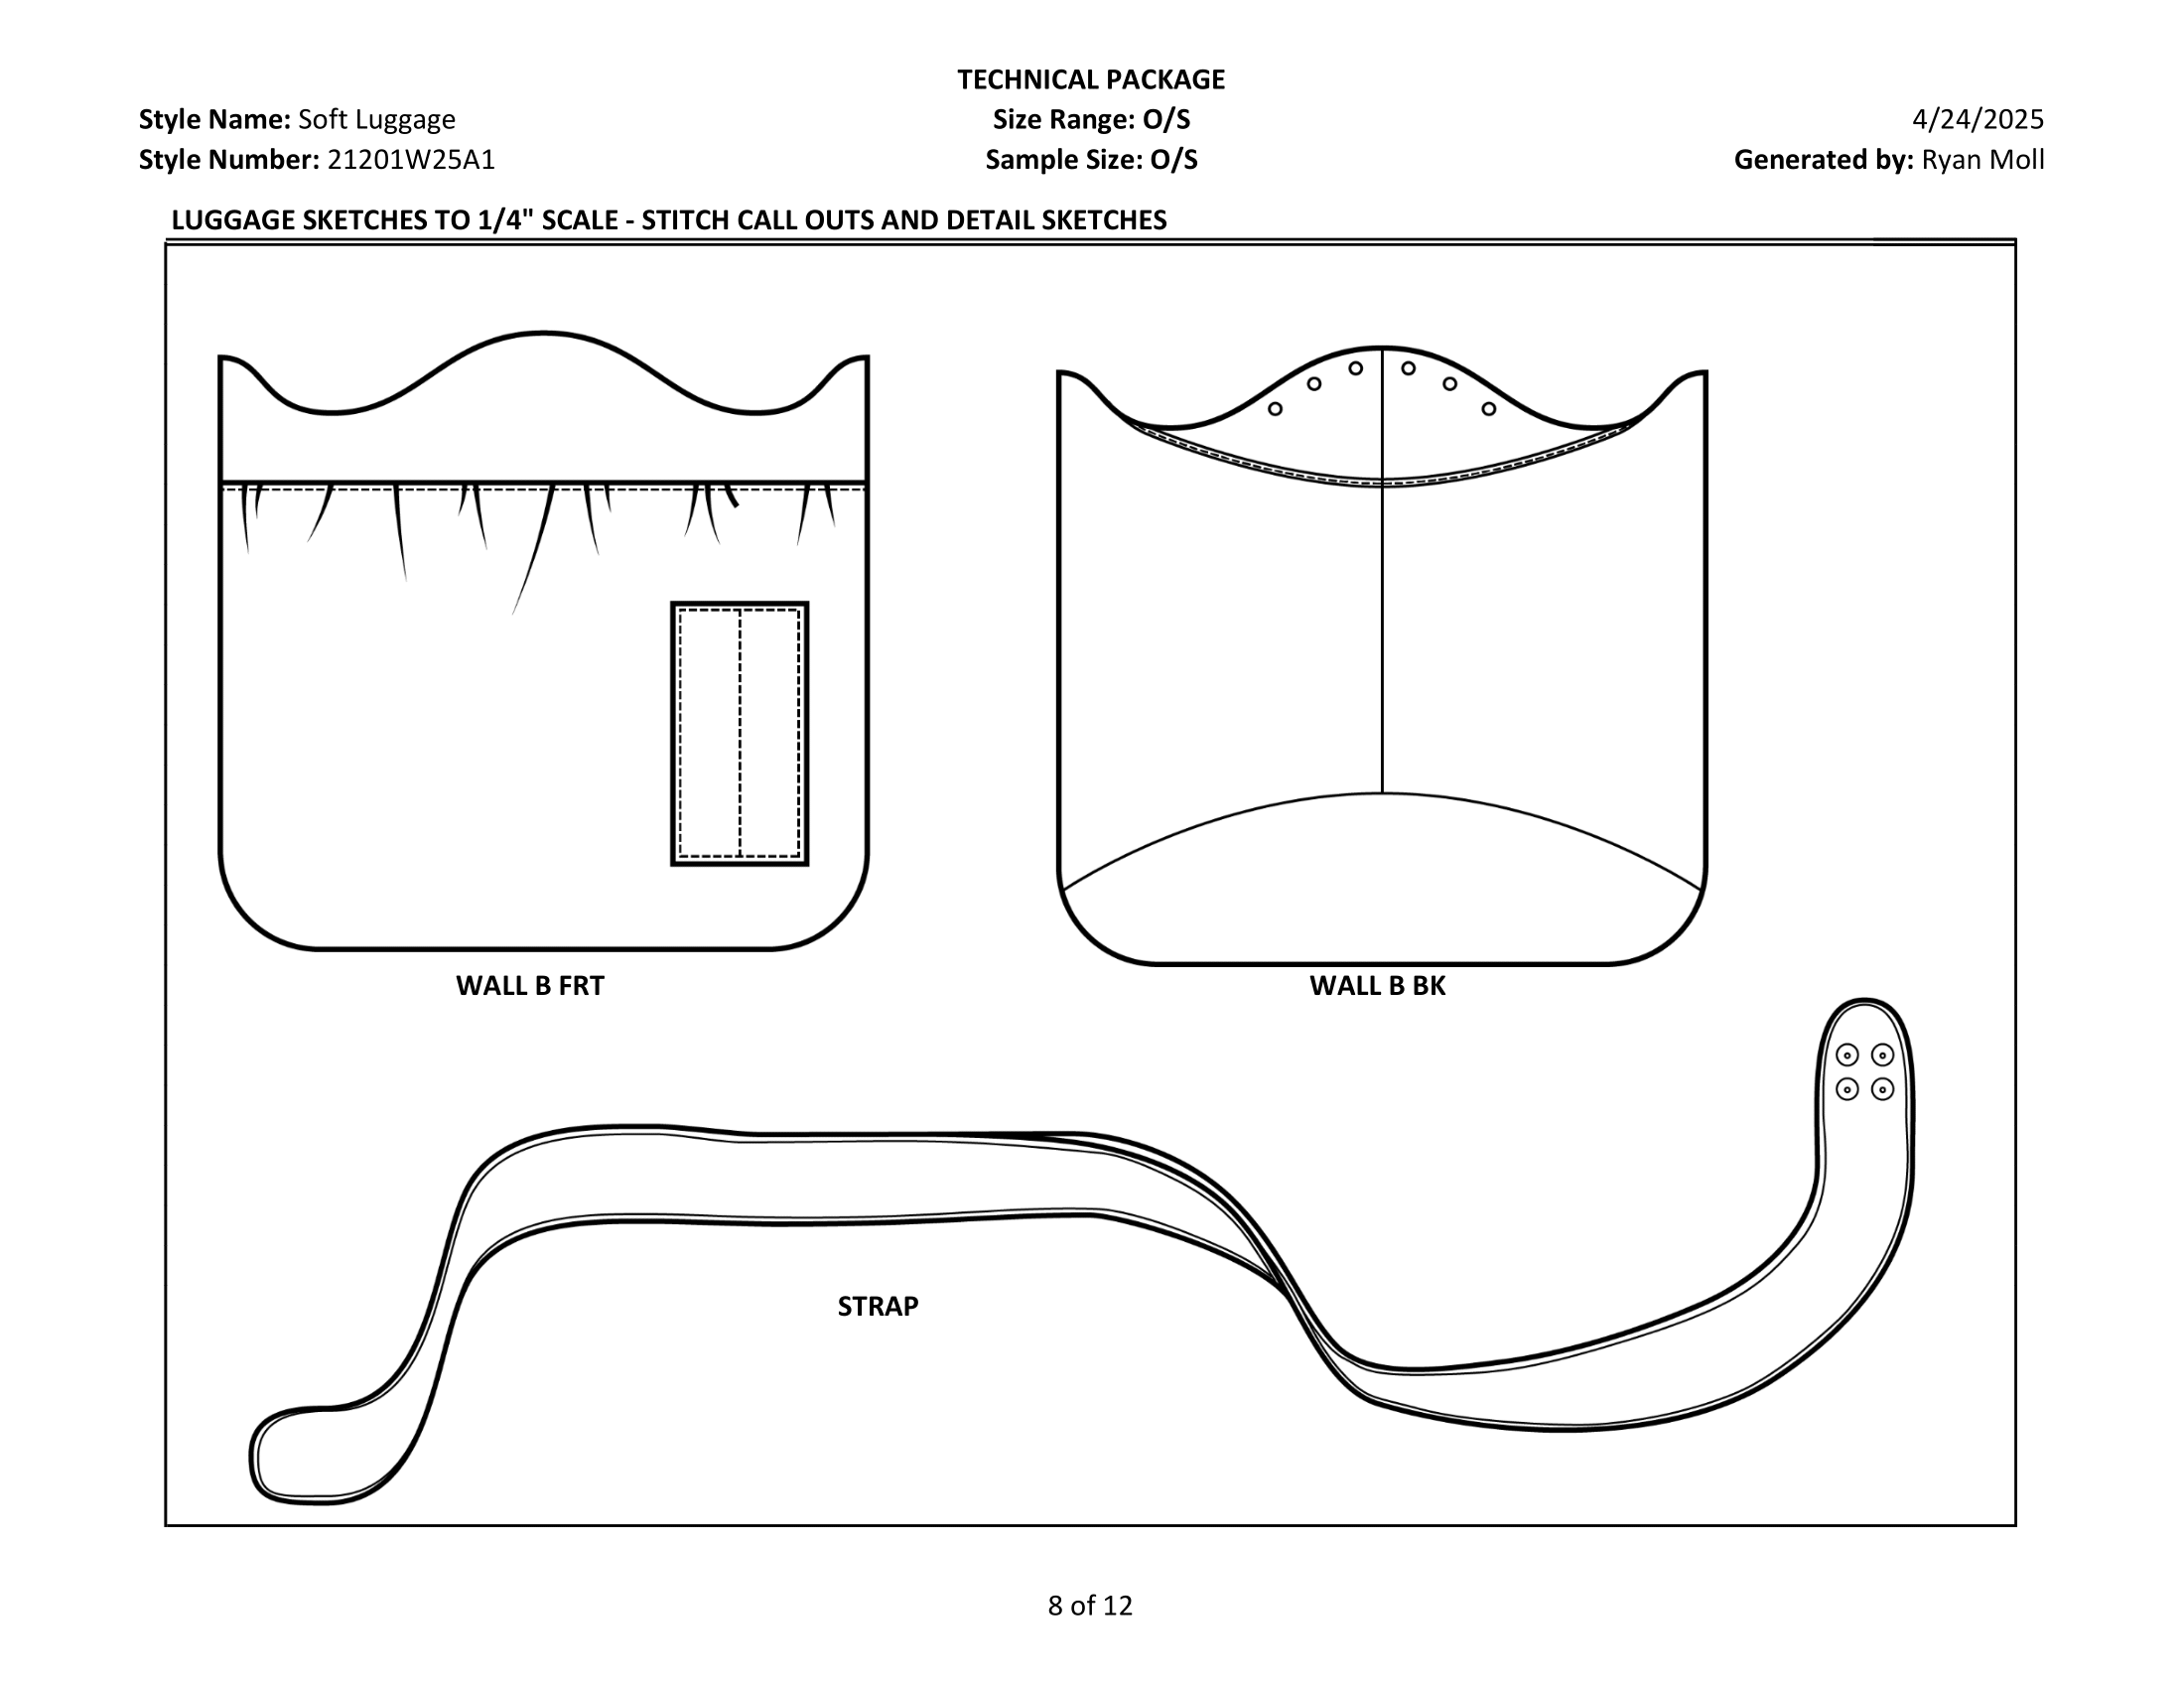 TECHNICAL PACKAGE
Style Name: Soft Luggage
Size Range: O/S
4/24/2025
Style Number: 21201W25A1
Sample Size: O/S
Generated by: Ryan Moll
LUGGAGE SKETCHES TO 1/4" SCALE - STITCH CALL OUTS AND DETAIL SKETCHES
WALL B FRT
WALL B BK
STRAP
8 of 12